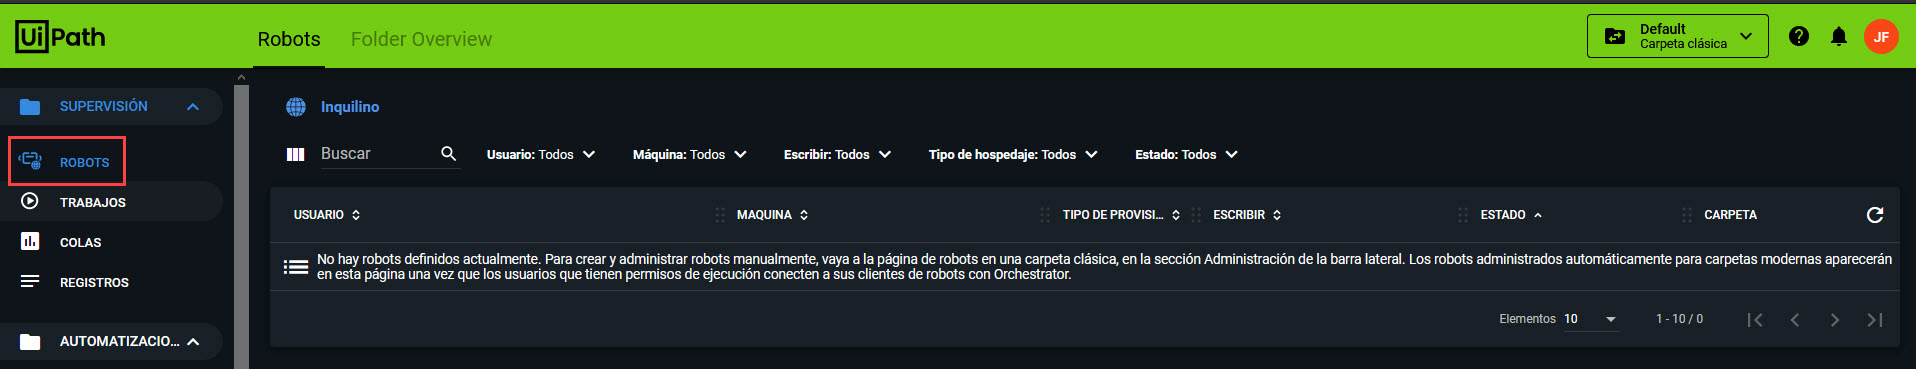 UiPath
Robots Folder Overview
Default
Carpeta clásica
JF
SUPERVISIÓN
ROBOTS
TRABAJOS
COLAS
REGISTROS
AUTOMATIZACIO...
Inquilino
Buscar Usuario: Todos Máquina: Todos Escribir: Todos Tipo de hospedaje: Todos Estado: Todos
USUARIO MAQUINA TIPO DE PROVISI... ESCRIBIR ESTADO CARPETA
No hay robots definidos actualmente. Para crear y administrar robots manualmente, vaya a la página de robots en una carpeta clásica, en la sección Administración de la barra lateral. Los robots administrados automáticamente para carpetas modernas aparecerán
en esta página una vez que los usuarios que tienen permisos de ejecución conecten a sus clientes de robots con Orchestrator.
Elementos 10 1 - 10 / 0